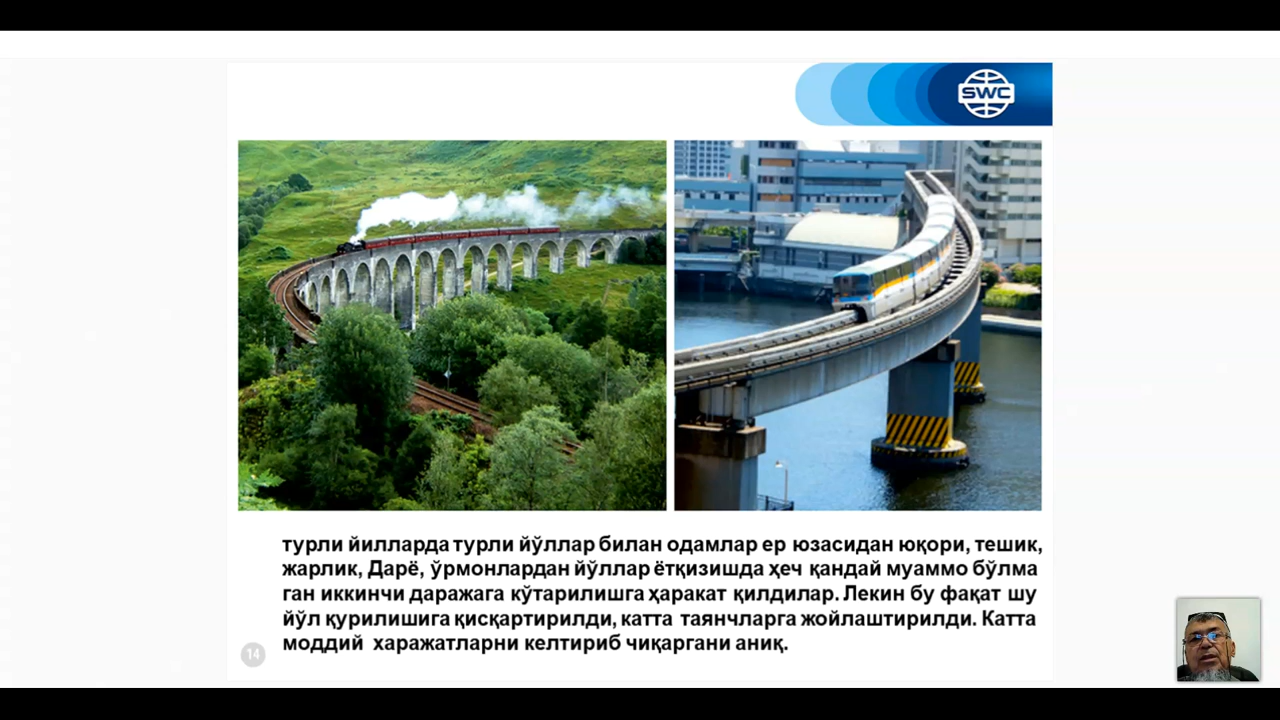 SWC
турли йилларда турли йўллар билан одамлар ер юзасидан юқори, тешик,
жарлик, Дарё, ўрмонлардан йўллар ётқизишда ҳеч қандай муаммо бўлма
ган иккинчи даражага кўтарилишга ҳаракат қилдилар. Лекин бу фақат шу
йўл қурилишига қисқартирилди, катта таянчларга жойлаштирилди. Катта
моддий харажатларни келтириб чиқаргани аниқ.
14